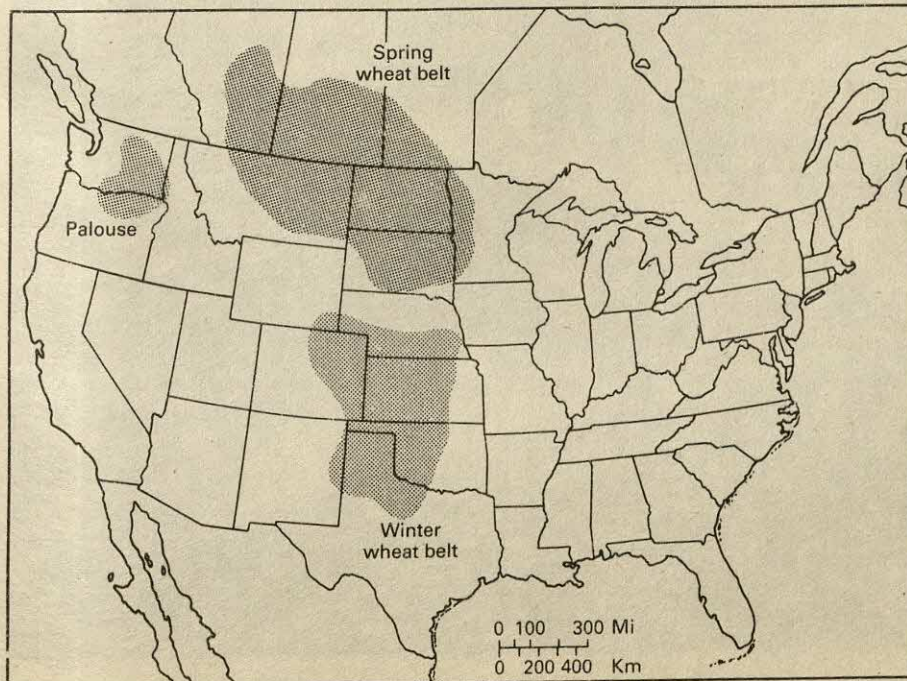 Spring
wheat belt
Palouse
Winter
wheat belt
0 100 300 Mi
0 200 400 Km